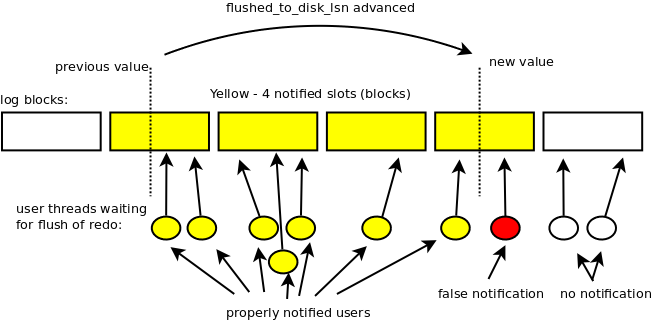 flushed_to_disk_lsn advanced
previous value
new value
Yellow - 4 notified slots (blocks)
log blocks:
user threads waiting
for flush of redo:
false notification
no notification
properly notified users